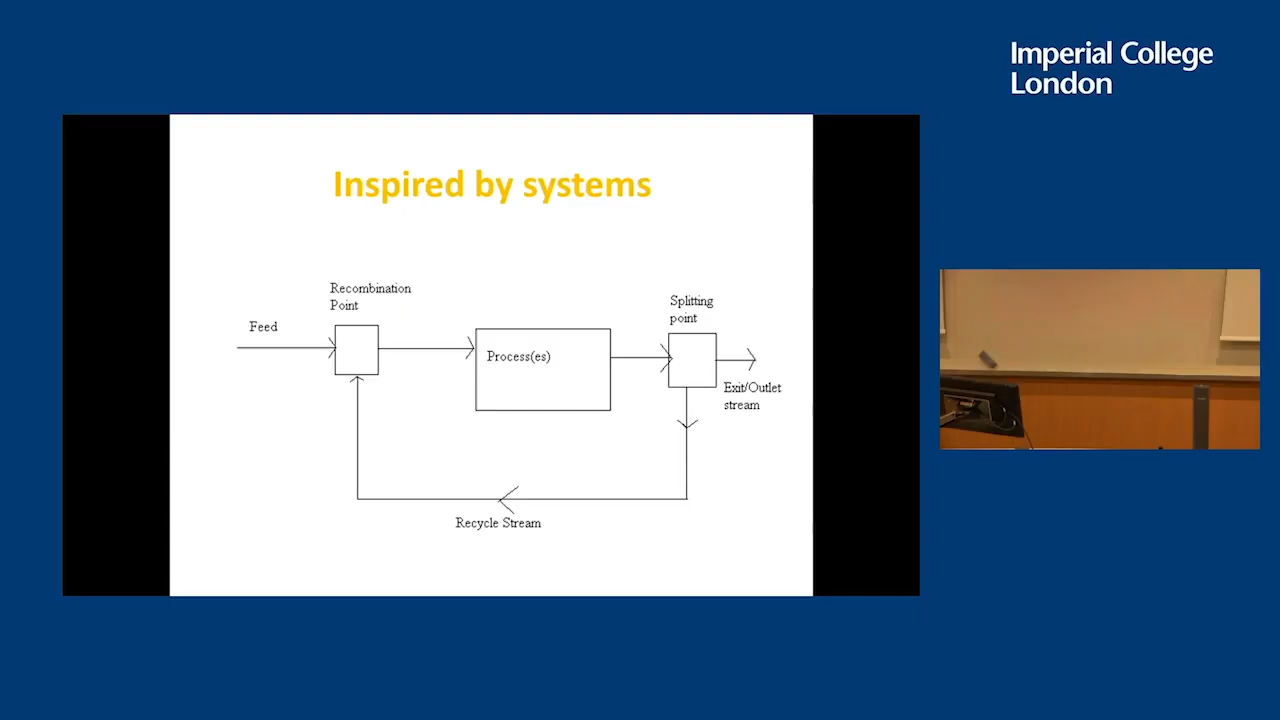 Imperial College
London
Inspired by systems
Recombination
Point
Feed
Process(es)
Splitting
point
Exit/Outlet
stream
Recycle Stream